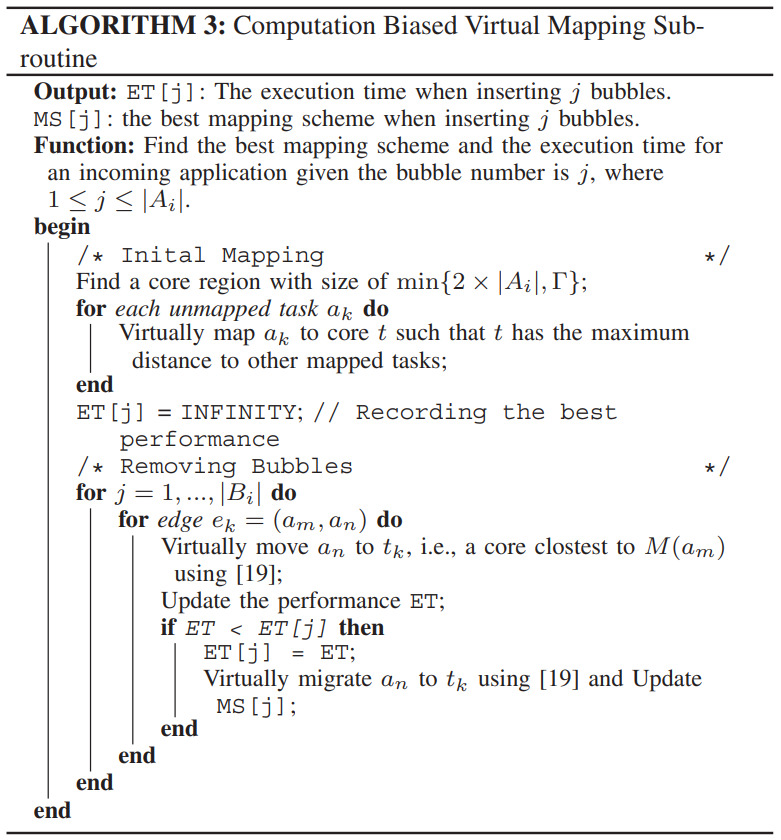 ALGORITHM 3: Computation Biased Virtual Mapping Sub-
routine
Output: ET[j]: The execution time when inserting j bubbles.
MS[j]: the best mapping scheme when inserting j bubbles.
Function: Find the best mapping scheme and the execution time for
an incoming application given the bubble number is j, where
1 ≤ j ≤ |A_i|.
begin
/* Inital Mapping */
Find a core region with size of min{2 × |A_i|, Γ};
for each unmapped task a_k do
Virtually map a_k to core t such that t has the maximum
distance to other mapped tasks;
end
ET[j] = INFINITY; // Recording the best
performance
/* Removing Bubbles */
for j = 1, ..., |B_i| do
for edge e_k = (a_m, a_n) do
Virtually move a_n to t_k, i.e., a core clostest to M(a_m)
using [19];
Update the performance ET;
if ET < ET[j] then
ET[j] = ET;
Virtually migrate a_n to t_k using [19] and Update
MS[j];
end
end
end
end